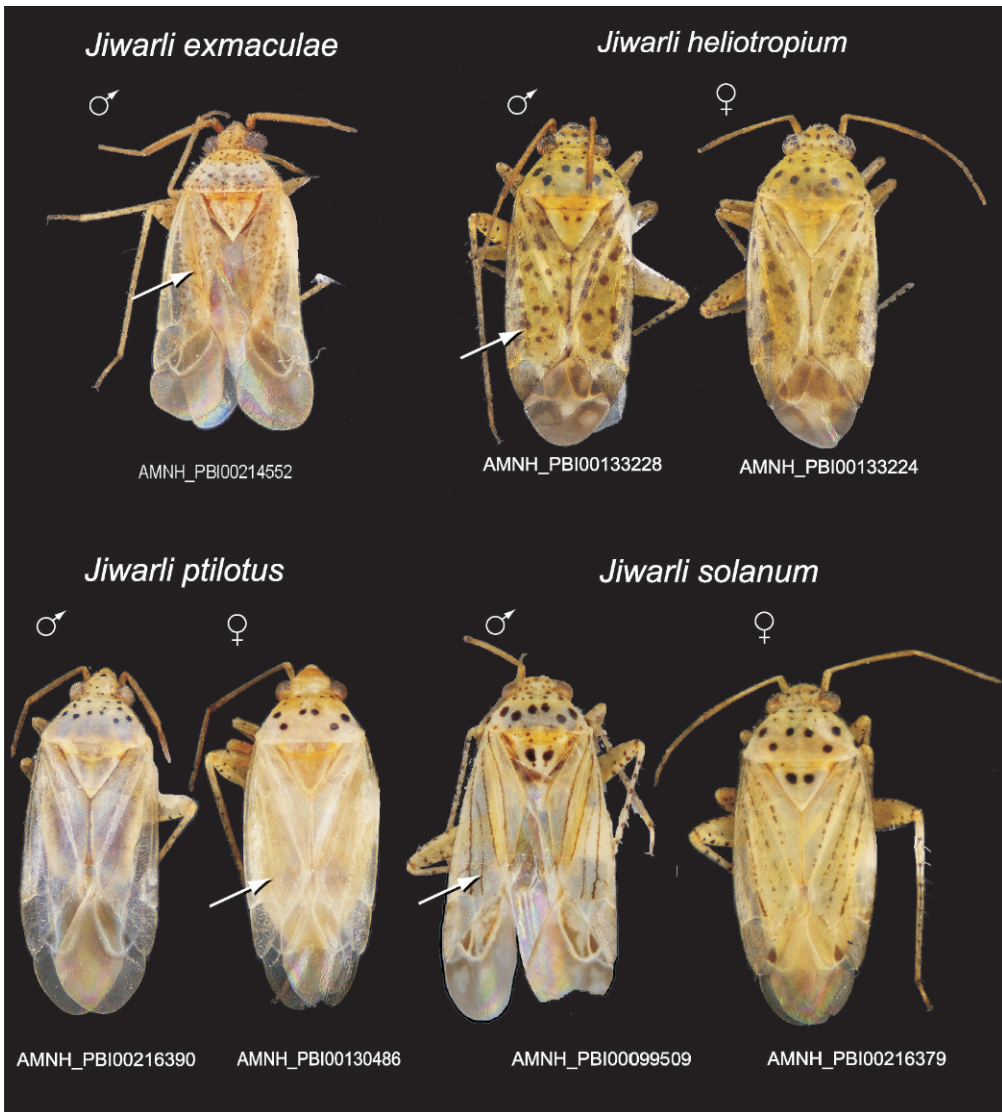 Jiwarli exmaculae
Jiwarli heliotropium
♂
♂
♀
AMNH_PBI00214552
AMNH_PBI00133228
AMNH_PBI00133224
Jiwarli ptilotus
Jiwarli solanum
♂
♀
♂
♀
AMNH_PBI00216390
AMNH_PBI00130486
AMNH_PBI00099509
AMNH_PBI00216379